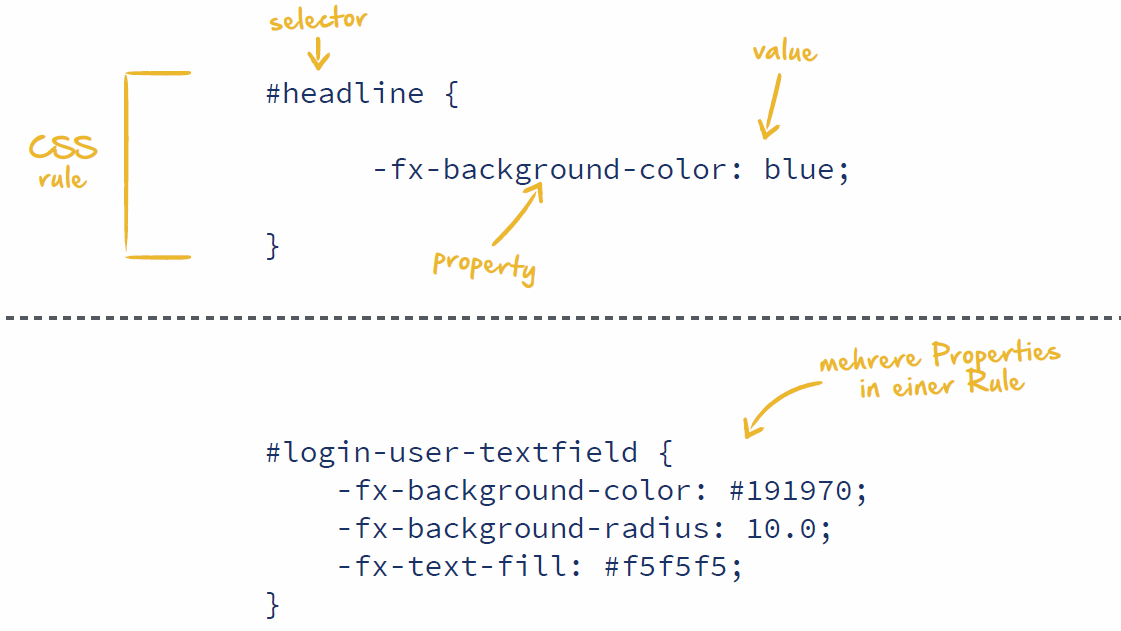 selector
value
#headline {
CSS
rule
-fx-background-color: blue;
}
property
mehrere Properties
in einer Rule
#login-user-textfield {
-fx-background-color: #191970;
-fx-background-radius: 10.0;
-fx-text-fill: #f5f5f5;
}